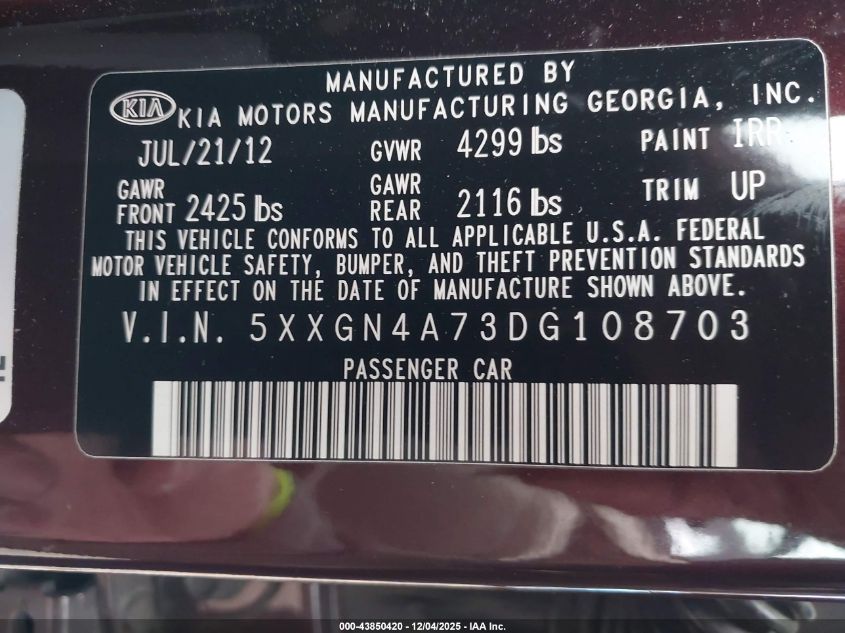 MANUFACTURED BY
KIA KIA MOTORS MANUFACTURING GEORGIA, INC.
JUL/21/12 GVWR 4299 lbs PAINT IRR
GAWR FRONT 2425 lbs GAWR REAR 2116 lbs TRIM UP
THIS VEHICLE CONFORMS TO ALL APPLICABLE U.S.A. FEDERAL
MOTOR VEHICLE SAFETY, BUMPER, AND THEFT PREVENTION STANDARDS
IN EFFECT ON THE DATE OF MANUFACTURE SHOWN ABOVE.
V.I.N. 5XXGN4A73DG108703
PASSENGER CAR
000-43850420 - 12/04/2025 - IAA Inc.